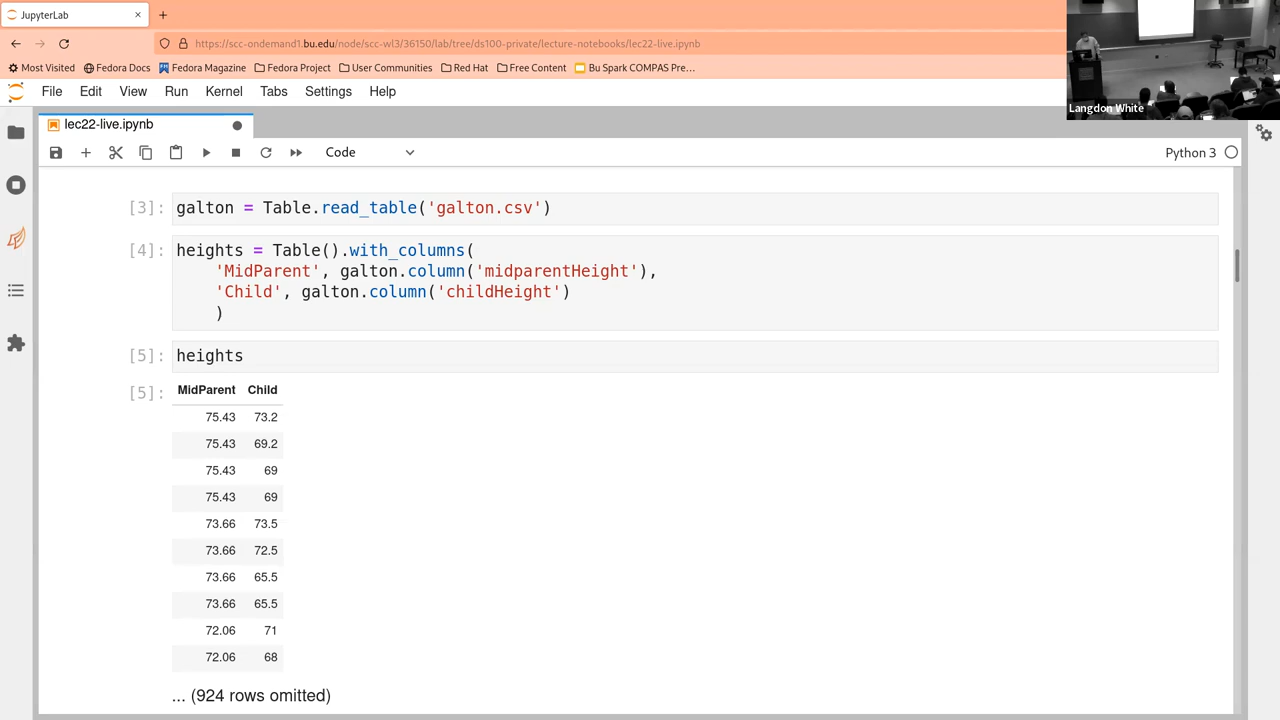 JupyterLab
https://scc-ondemand1.bu.edu/node/scc-wl3/36150/lab/tree/ds100-private/lecture-notebooks/lec22-live.ipynb
Most Visited Fedora Docs Fedora Magazine Fedora Project User Communities Red Hat Free Content Bu Spark COMPAS Pre…
Langdon White
File Edit View Run Kernel Tabs Settings Help
lec22-live.ipynb
Code
Python 3
[3]: galton = Table.read_table('galton.csv')
[4]: heights = Table().with_columns(
'MidParent', galton.column('midparentHeight'),
'Child', galton.column('childHeight')
)
[5]: heights
[5]: MidParent Child
75.43 73.2
75.43 69.2
75.43 69
75.43 69
73.66 73.5
73.66 72.5
73.66 65.5
73.66 65.5
72.06 71
72.06 68
... (924 rows omitted)